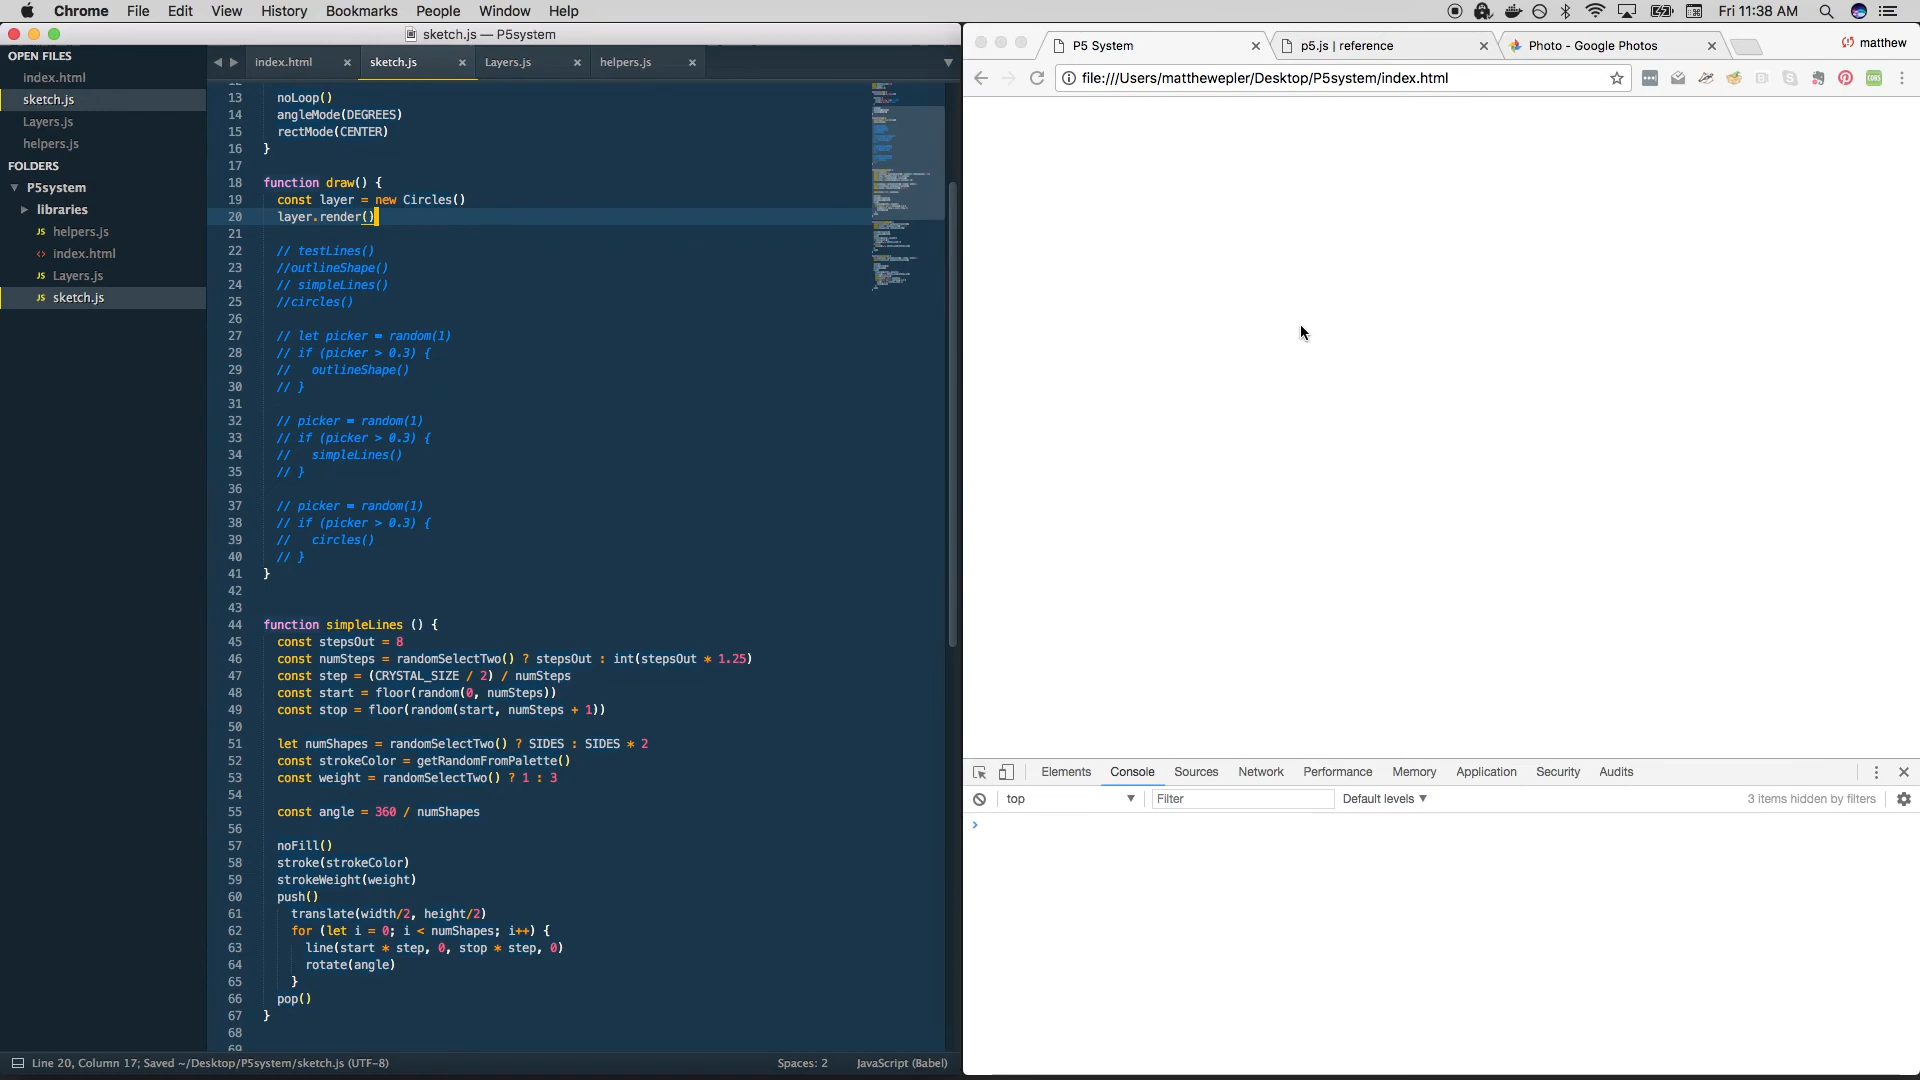 Chrome File Edit View History Bookmarks People Window Help Fri 11:38 AM
sketch.js — P5system
OPEN FILES
index.html
sketch.js
Layers.js
helpers.js
FOLDERS
P5system
libraries
helpers.js
index.html
Layers.js
sketch.js
index.html sketch.js Layers.js helpers.js
13 noLoop()
14 angleMode(DEGREES)
15 rectMode(CENTER)
16 }
17
18 function draw() {
19 const layer = new Circles()
20 layer.render()
21
22 // testLines()
23 //outlineShape()
24 // simpleLines()
25 //circles()
26
27 // let picker = random(1)
28 // if (picker > 0.3) {
29 // outlineShape()
30 // }
31
32 // picker = random(1)
33 // if (picker > 0.3) {
34 // simpleLines()
35 // }
36
37 // picker = random(1)
38 // if (picker > 0.3) {
39 // circles()
40 // }
41 }
42
43
44 function simpleLines () {
45 const stepsOut = 8
46 const numSteps = randomSelectTwo() ? stepsOut : int(stepsOut * 1.25)
47 const step = (CRYSTAL_SIZE / 2) / numSteps
48 const start = floor(random(0, numSteps))
49 const stop = floor(random(start, numSteps + 1))
50
51 let numShapes = randomSelectTwo() ? SIDES : SIDES * 2
52 const strokeColor = getRandomFromPalette()
53 const weight = randomSelectTwo() ? 1 : 3
54
55 const angle = 360 / numShapes
56
57 noFill()
58 stroke(strokeColor)
59 strokeWeight(weight)
60 push()
61 translate(width/2, height/2)
62 for (let i = 0; i < numShapes; i++) {
63 line(start * step, 0, stop * step, 0)
64 rotate(angle)
65 }
66 pop()
67 }
68
69
Line 20, Column 17; Saved ~/Desktop/P5system/sketch.js (UTF-8) Spaces: 2 JavaScript (Babel)
P5 System p5.js | reference Photo - Google Photos matthew
file:///Users/matthewepler/Desktop/P5system/index.html
Elements Console Sources Network Performance Memory Application Security Audits
top Filter Default levels 3 items hidden by filters